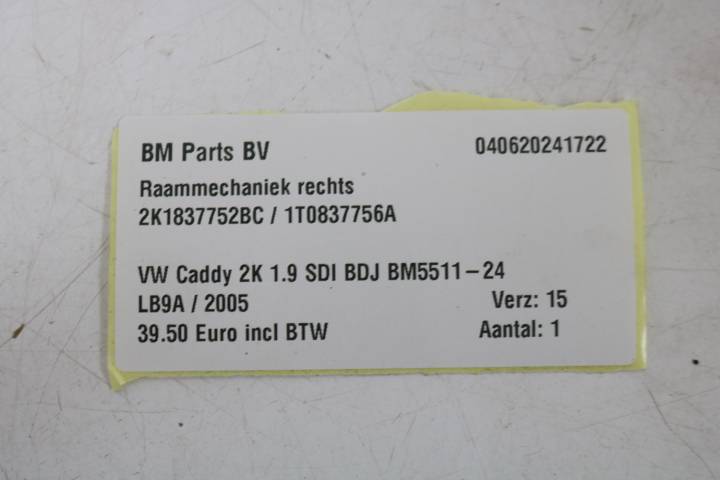 BM Parts BV 040620241722
Raammechaniek rechts
2K1837752BC / 1T0837756A
VW Caddy 2K 1.9 SDI BDJ BM5511-24
LB9A / 2005 Verz: 15
39.50 Euro incl BTW Aantal: 1